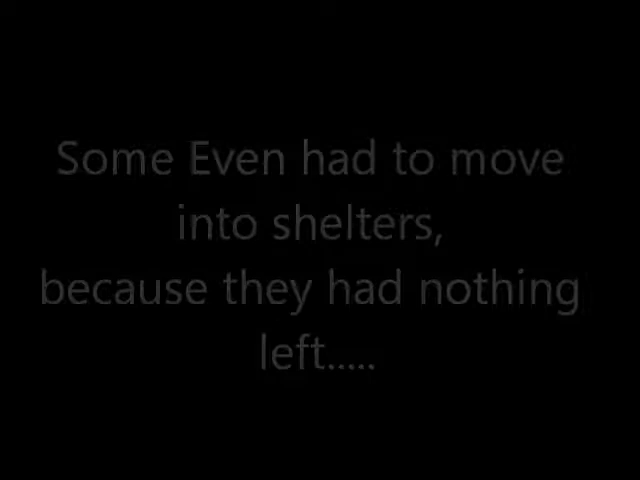 Some Even had to move
into shelters,
because they had nothing
left.....